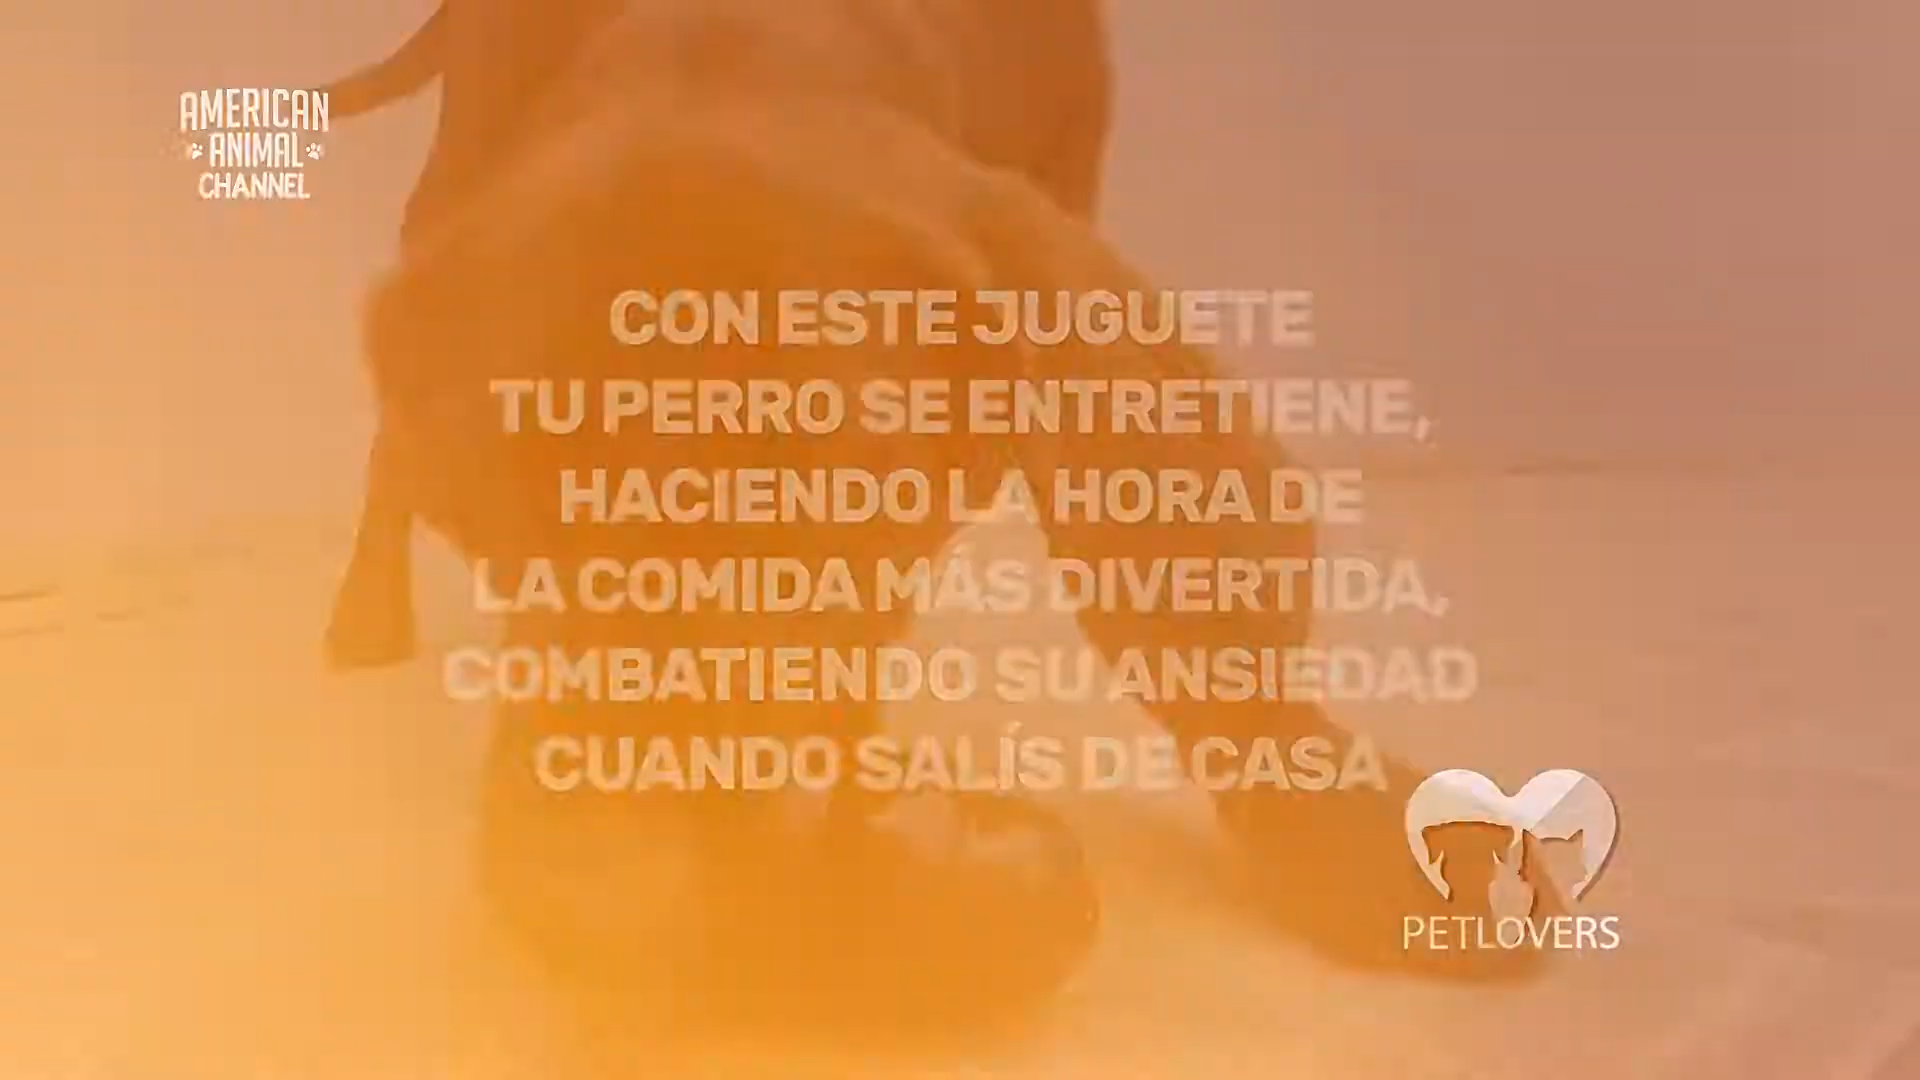 AMERICAN
ANIMAL
CHANNEL
CON ESTE JUGUETE
TU PERRO SE ENTRETIENE,
HACIENDO LA HORA DE
LA COMIDA MÁS DIVERTIDA,
COMBATIENDO SU ANSIEDAD
CUANDO SALÍS DE CASA
PETLOVERS